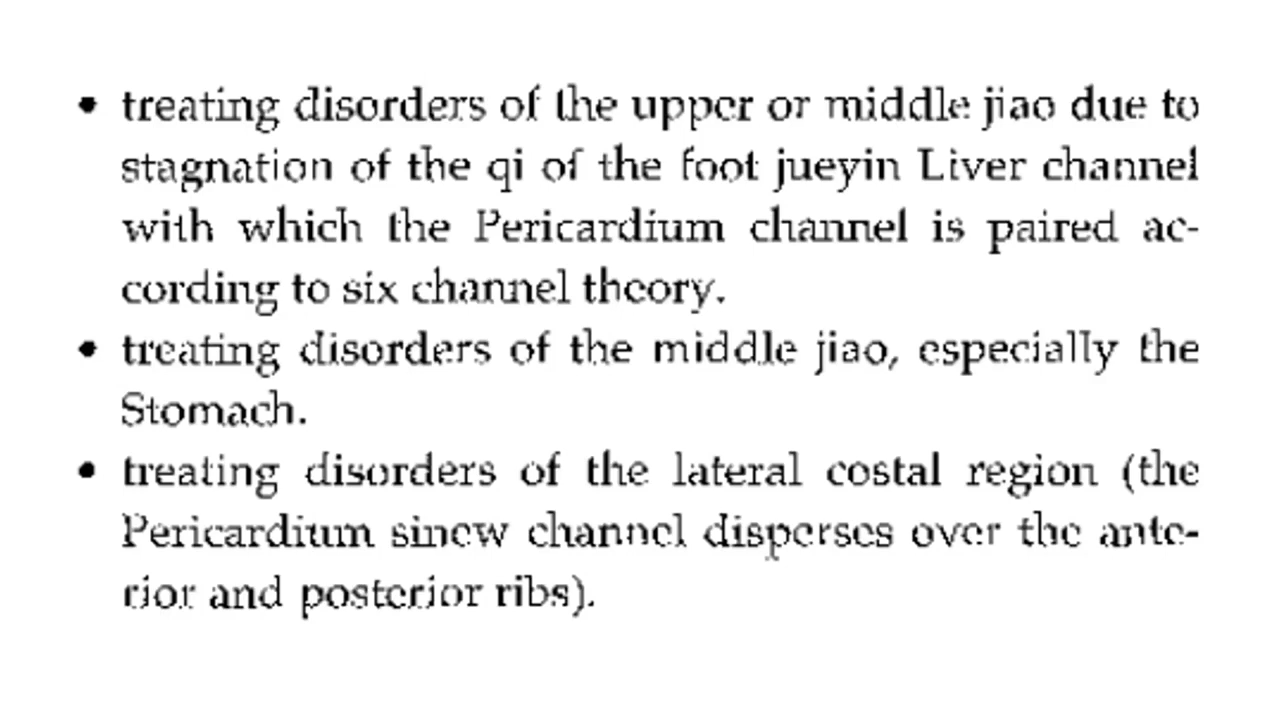 • treating disorders of the upper or middle jiao due to
stagnation of the qi of the foot jueyin Liver channel
with which the Pericardium channel is paired ac-
cording to six channel theory.
• treating disorders of the middle jiao, especially the
Stomach.
• treating disorders of the lateral costal region (the
Pericardium sinew channel disperses over the ante-
rior and posterior ribs).